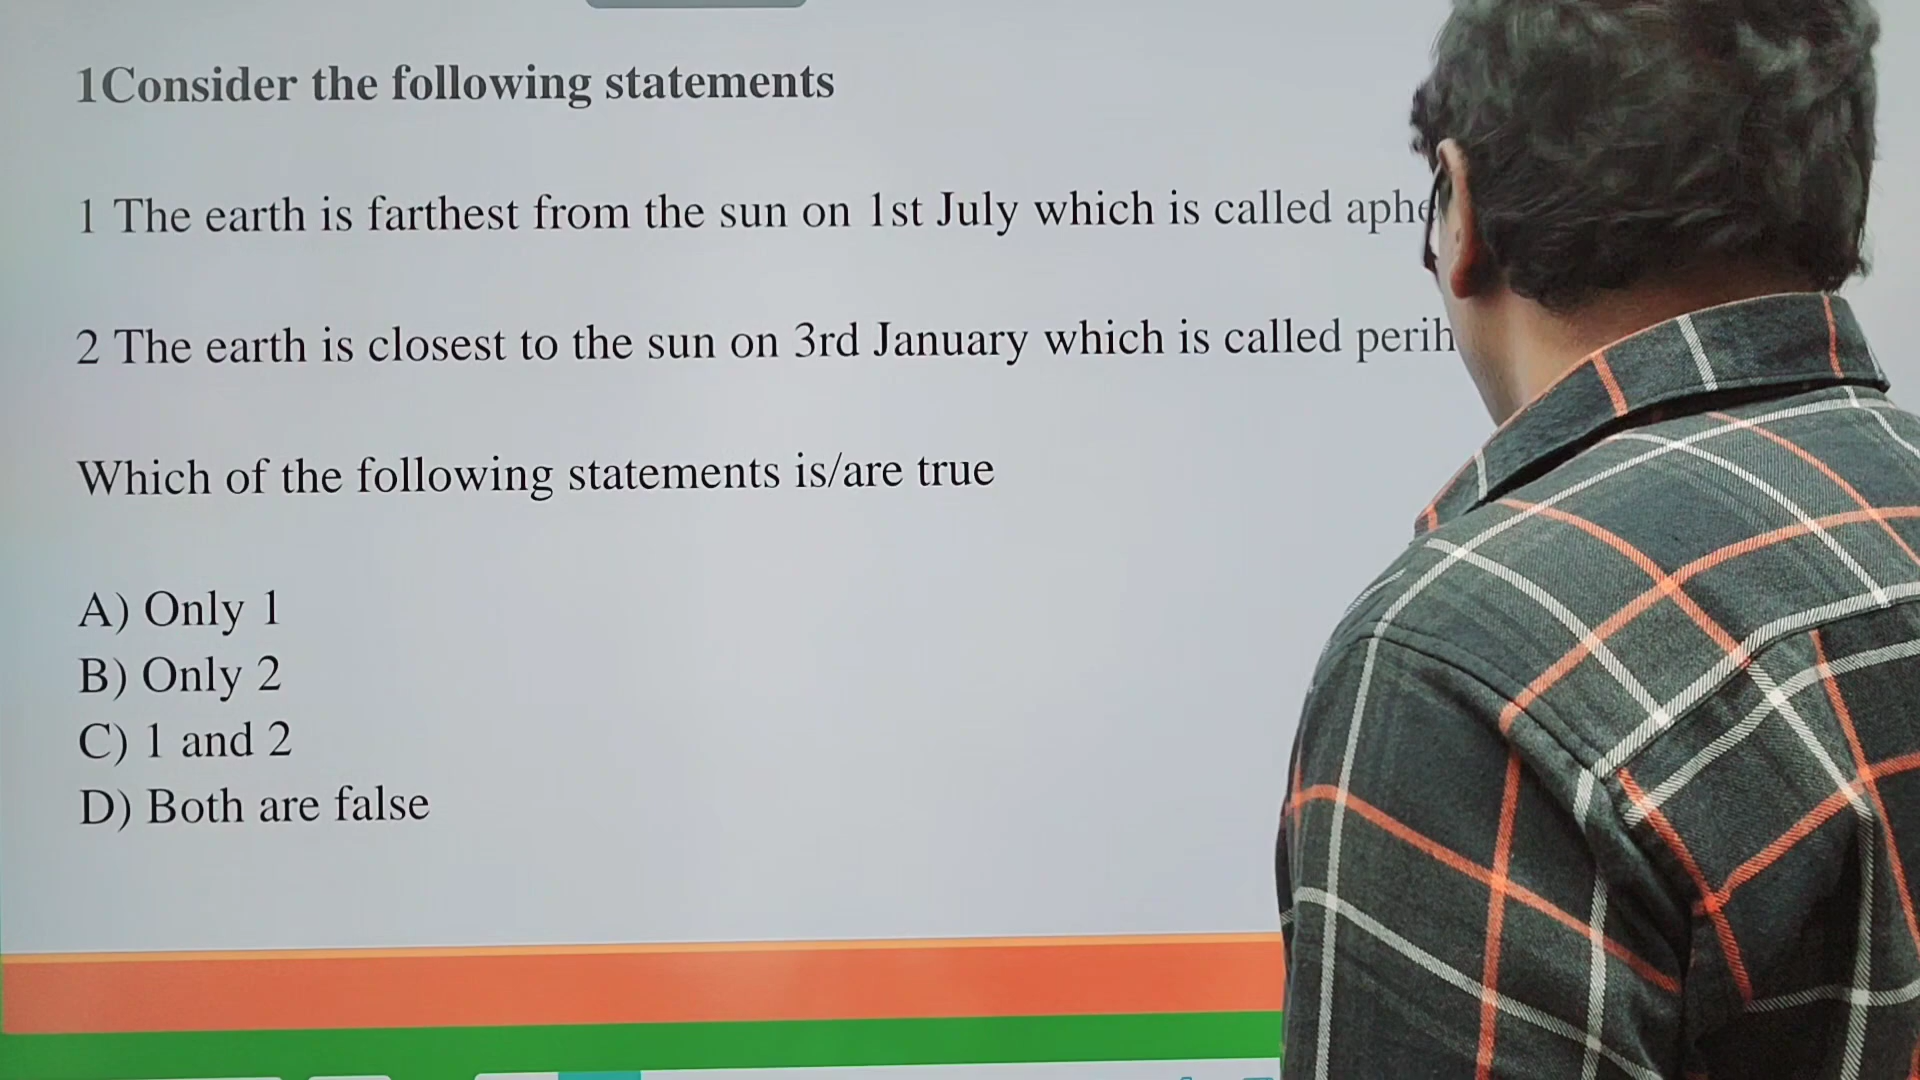 1Consider the following statements
1 The earth is farthest from the sun on 1st July which is called
2 The earth is closest to the sun on 3rd January which is called
Which of the following statements is/are true
A) Only 1
B) Only 2
C) 1 and 2
D) Both are false